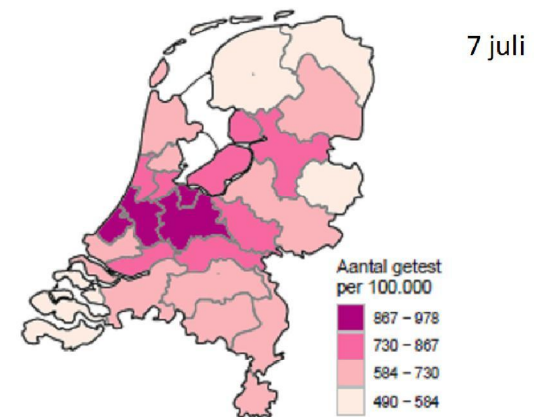 7 juli
Aantal getest
per 100.000
867 – 978
730 – 867
584 – 730
490 – 584